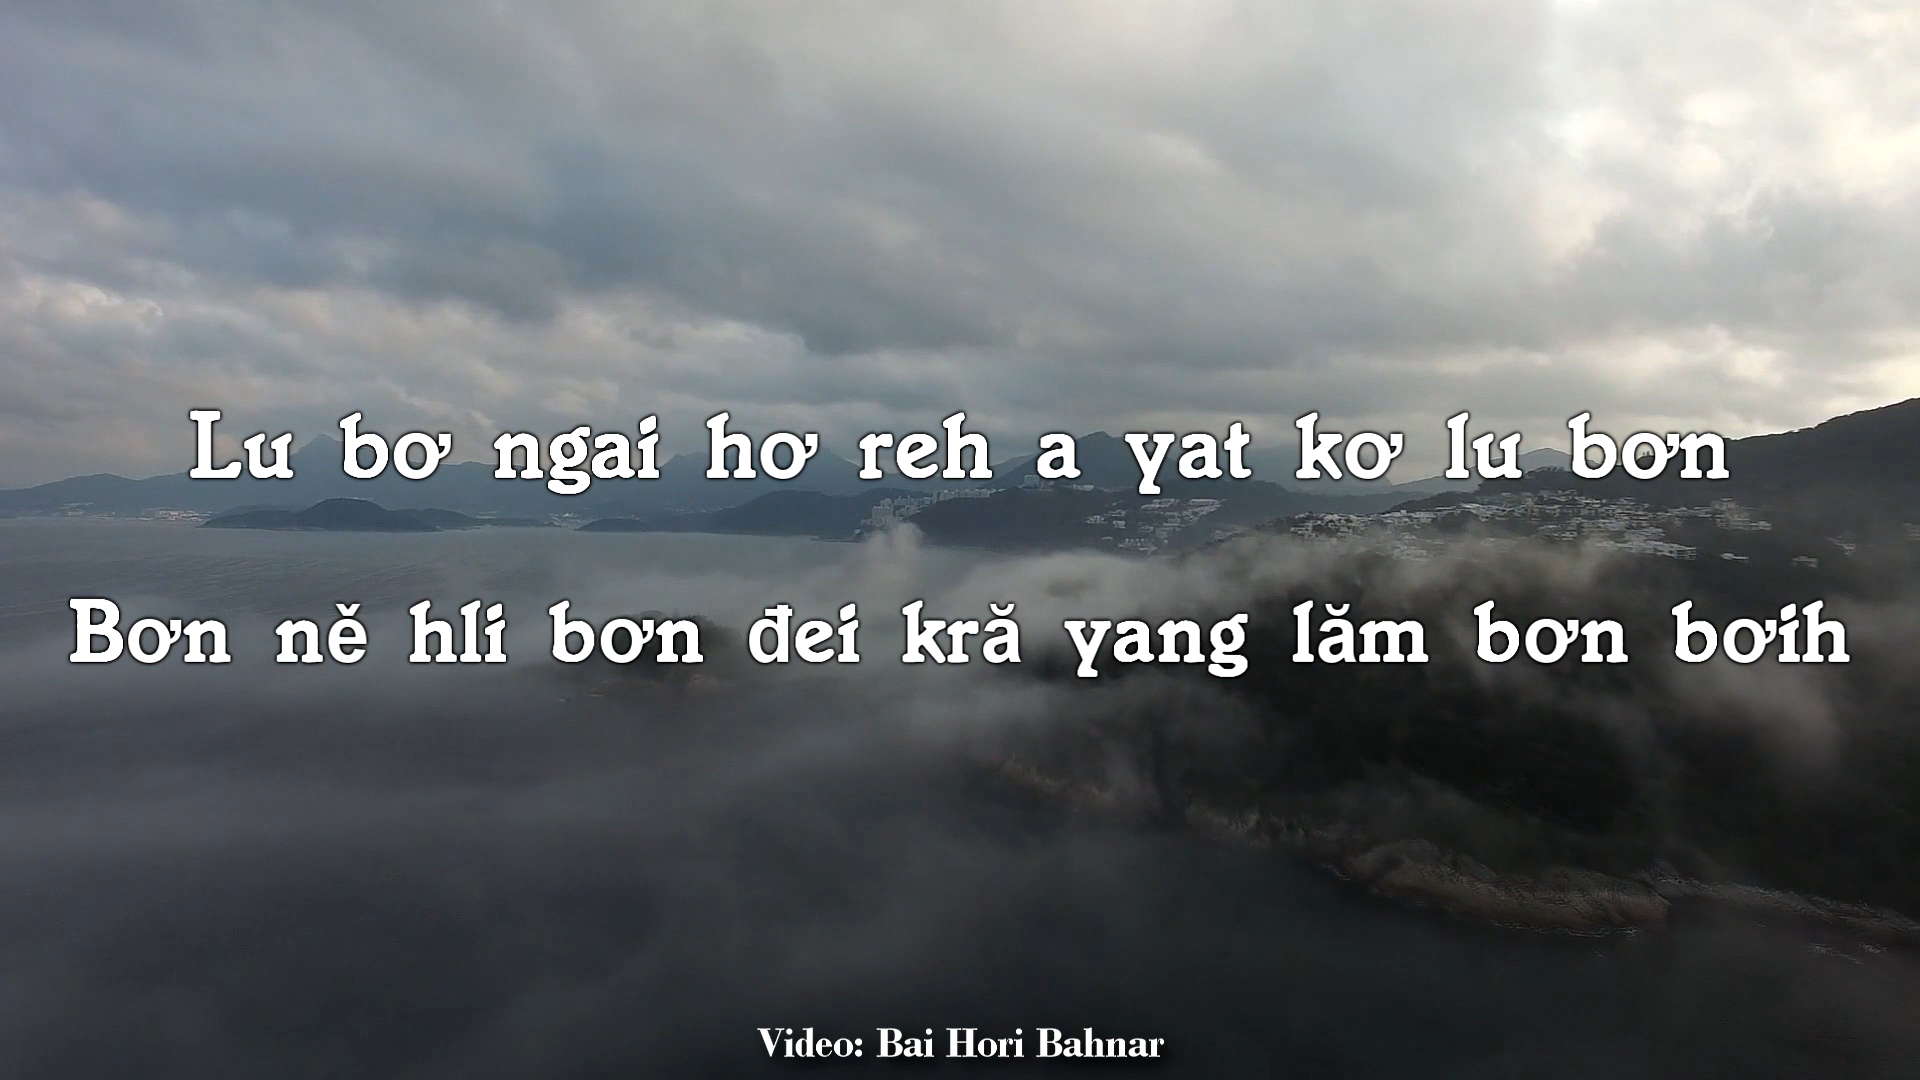 Lu bơ ngai hơ reh a yat kơ lu bơn
Bơn nĕ hli bơn đei kră yang lăm bơn bơih
Video: Bai Hori Bahnar